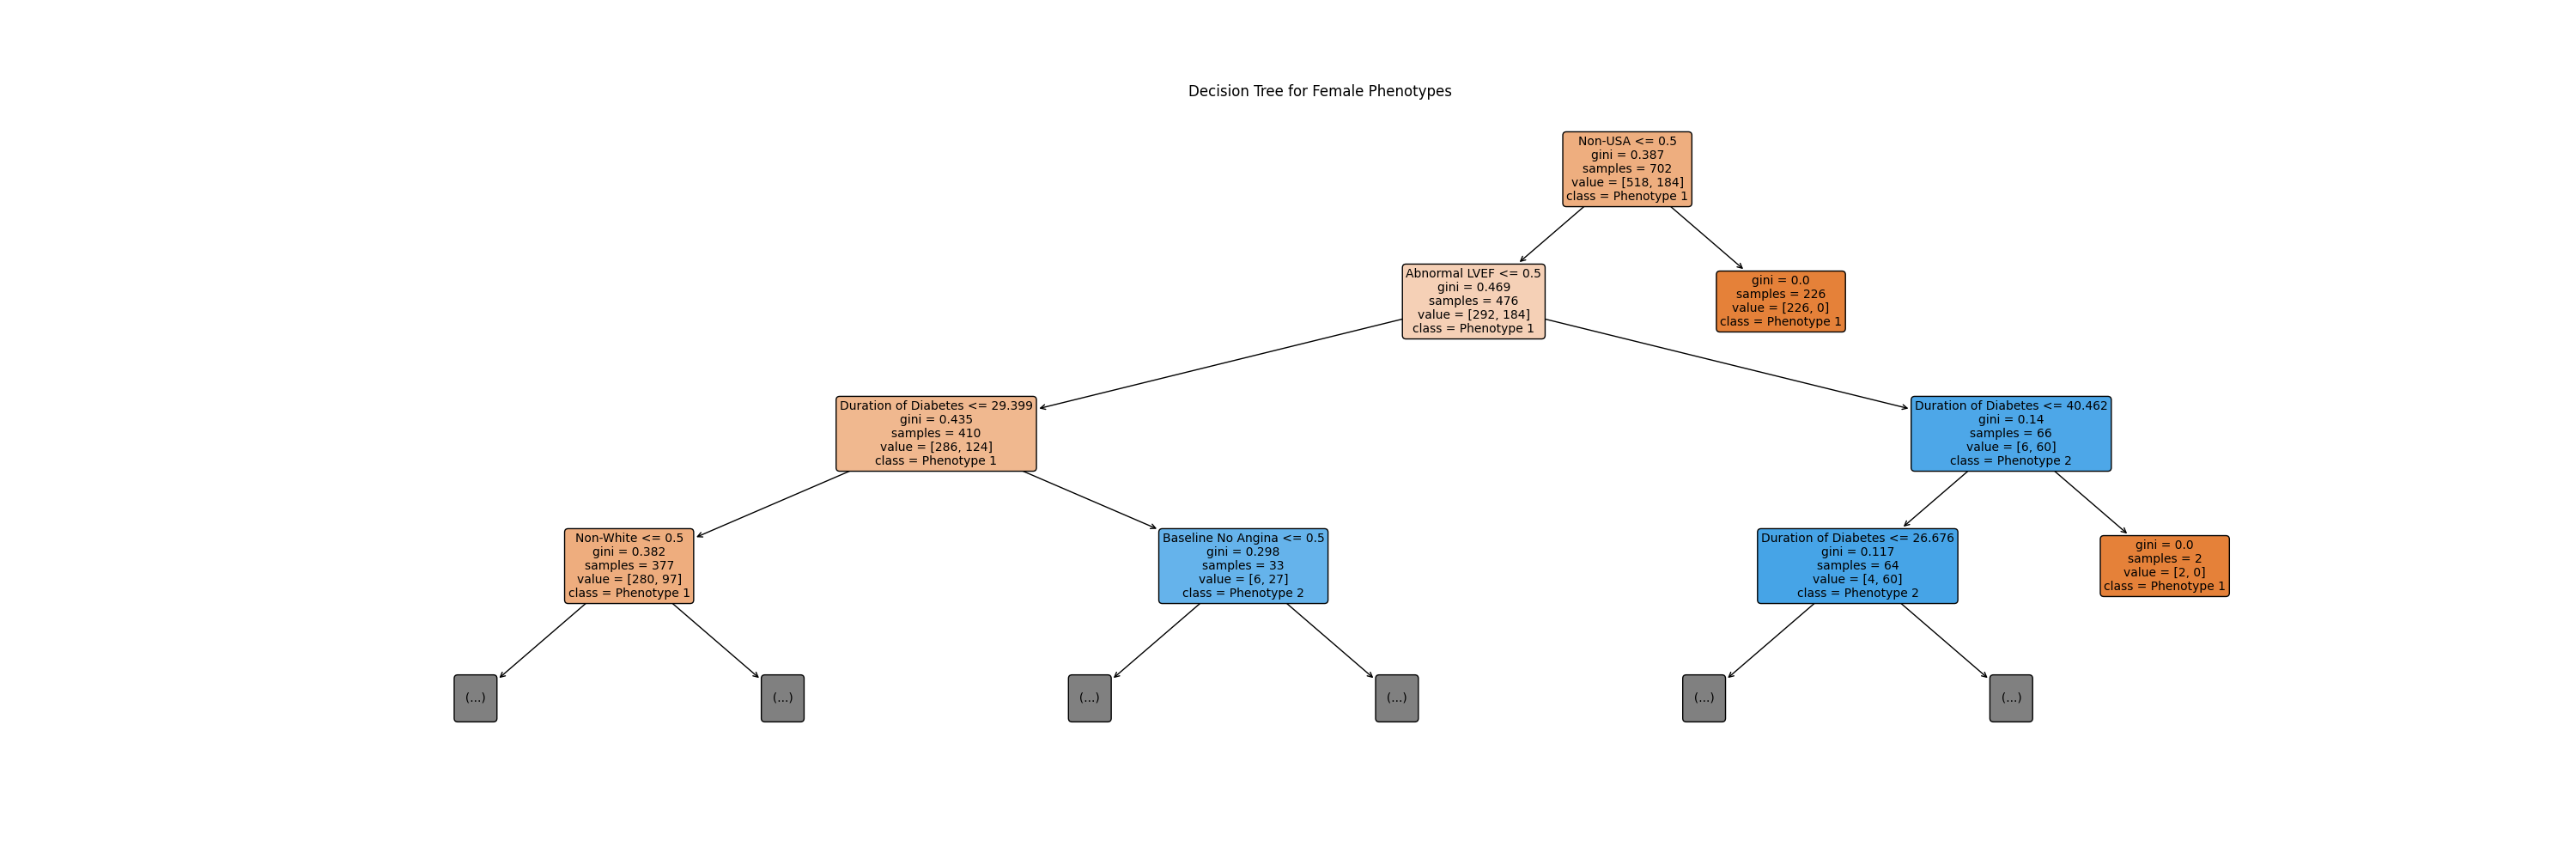 Decision Tree for Female Phenotypes
Non-USA <= 0.5
gini = 0.387
samples = 702
value = [518, 184]
class = Phenotype 1
Abnormal LVEF <= 0.5
gini = 0.469
samples = 476
value = [292, 184]
class = Phenotype 1
gini = 0.0
samples = 226
value = [226, 0]
class = Phenotype 1
Duration of Diabetes <= 29.399
gini = 0.435
samples = 410
value = [286, 124]
class = Phenotype 1
Duration of Diabetes <= 40.462
gini = 0.14
samples = 66
value = [6, 60]
class = Phenotype 2
Non-White <= 0.5
gini = 0.382
samples = 377
value = [280, 97]
class = Phenotype 1
Baseline No Angina <= 0.5
gini = 0.298
samples = 33
value = [6, 27]
class = Phenotype 2
Duration of Diabetes <= 26.676
gini = 0.117
samples = 64
value = [4, 60]
class = Phenotype 2
gini = 0.0
samples = 2
value = [2, 0]
class = Phenotype 1
(...)
(...)
(...)
(...)
(...)
(...)